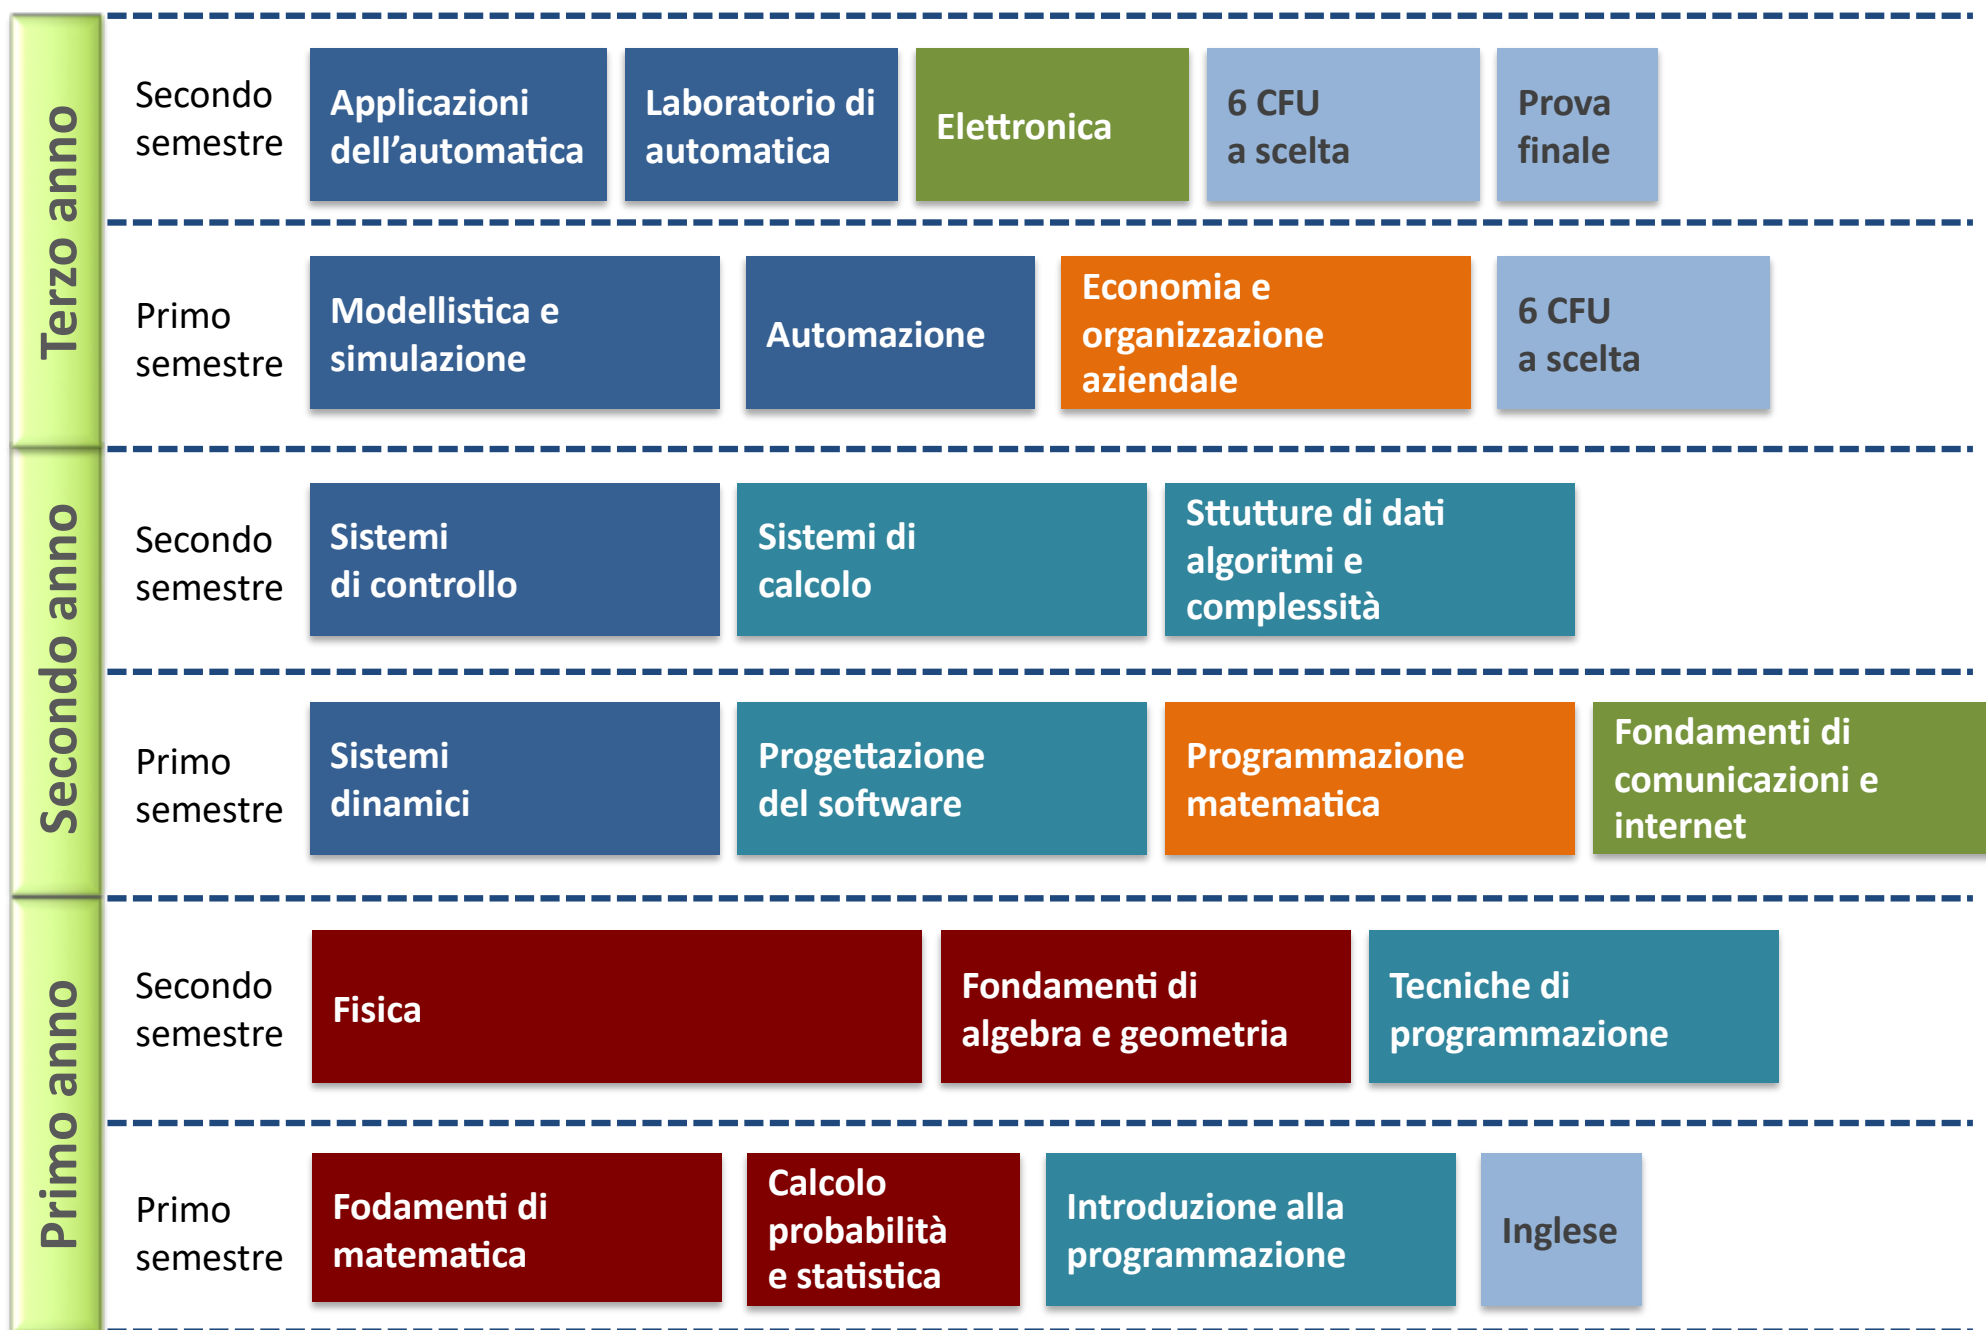 Terzo anno
Secondo
semestre
Applicazioni
dell’automatica
Laboratorio di
automatica
Elettronica
6 CFU
a scelta
Prova
finale
Primo
semestre
Modellistica e
simulazione
Automazione
Economia e
organizzazione
aziendale
6 CFU
a scelta
Secondo anno
Secondo
semestre
Sistemi
di controllo
Sistemi di
calcolo
Sttutture di dati
algoritmi e
complessità
Primo
semestre
Sistemi
dinamici
Progettazione
del software
Programmazione
matematica
Fondamenti di
comunicazioni e
internet
Primo anno
Secondo
semestre
Fisica
Fondamenti di
algebra e geometria
Tecniche di
programmazione
Primo
semestre
Fodamenti di
matematica
Calcolo
probabilità
e statistica
Introduzione alla
programmazione
Inglese